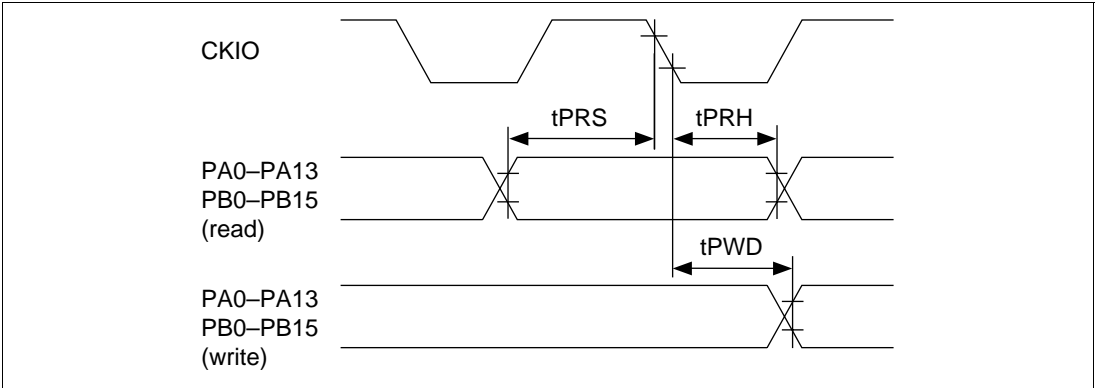 CKIO
tPRS
tPRH
PA0–PA13
PB0–PB15
(read)
tPWD
PA0–PA13
PB0–PB15
(write)